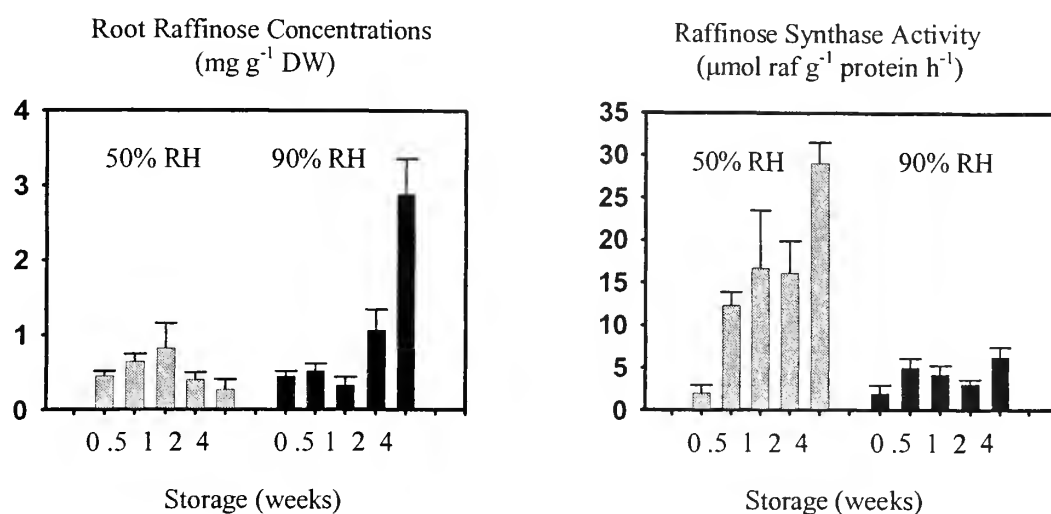 Root Raffinose Concentrations
(mg g⁻¹ DW)
4
3
2
1
0
50% RH
90% RH
0 .5 1 2 4
0.5 1 2 4
Storage (weeks)
Raffinose Synthase Activity
(µmol raf g⁻¹ protein h⁻¹)
35
30
25
20
15
10
5
0
50% RH
90% RH
0 .5 1 2 4
0.5 1 2 4
Storage (weeks)